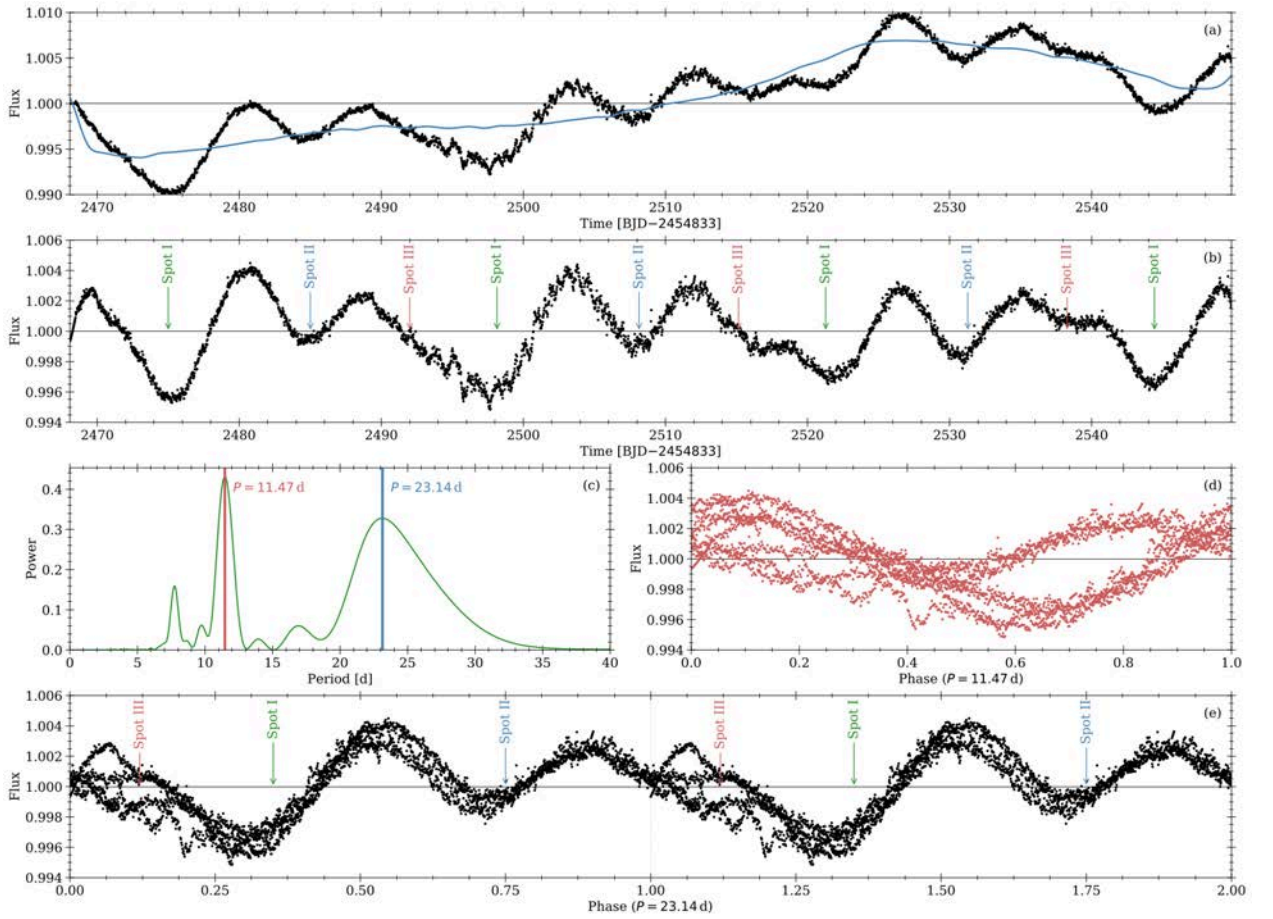 1.010
(a)
1.005
1.000
0.995
0.990
Flux
2470 2480 2490 2500 2510 2520 2530 2540
Time [BJD−2454833]
1.006
(b)
1.004
1.002
1.000
0.998
0.996
0.994
Flux
Spot I Spot II Spot III Spot I Spot II Spot III Spot I Spot II Spot III Spot I
2470 2480 2490 2500 2510 2520 2530 2540
Time [BJD−2454833]
(c)
0.4
0.3
0.2
0.1
0.0
Power
P = 11.47 d
P = 23.14 d
0 5 10 15 20 25 30 35 40
Period [d]
1.006
(d)
1.004
1.002
1.000
0.998
0.996
0.994
Flux
0.0 0.2 0.4 0.6 0.8 1.0
Phase (P = 11.47 d)
1.006
(e)
1.004
1.002
1.000
0.998
0.996
0.994
Flux
Spot III Spot I Spot II Spot III Spot I Spot II
0.00 0.25 0.50 0.75 1.00 1.25 1.50 1.75 2.00
Phase (P = 23.14 d)